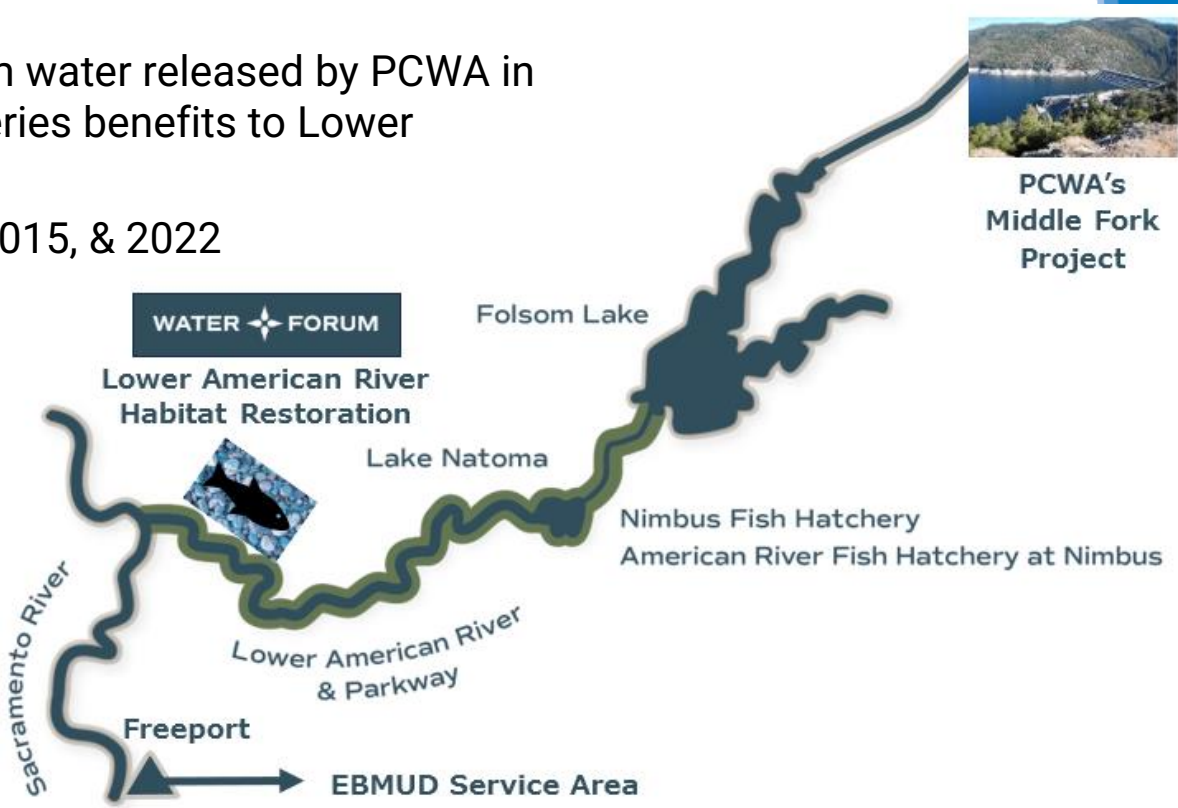 n water released by PCWA in
eries benefits to Lower
015, & 2022
PCWA's
Middle Fork
Project
WATER FORUM
Folsom Lake
Lower American River
Habitat Restoration
Lake Natoma
Nimbus Fish Hatchery
American River Fish Hatchery at Nimbus
Sacramento River
Lower American River
& Parkway
Freeport
EBMUD Service Area